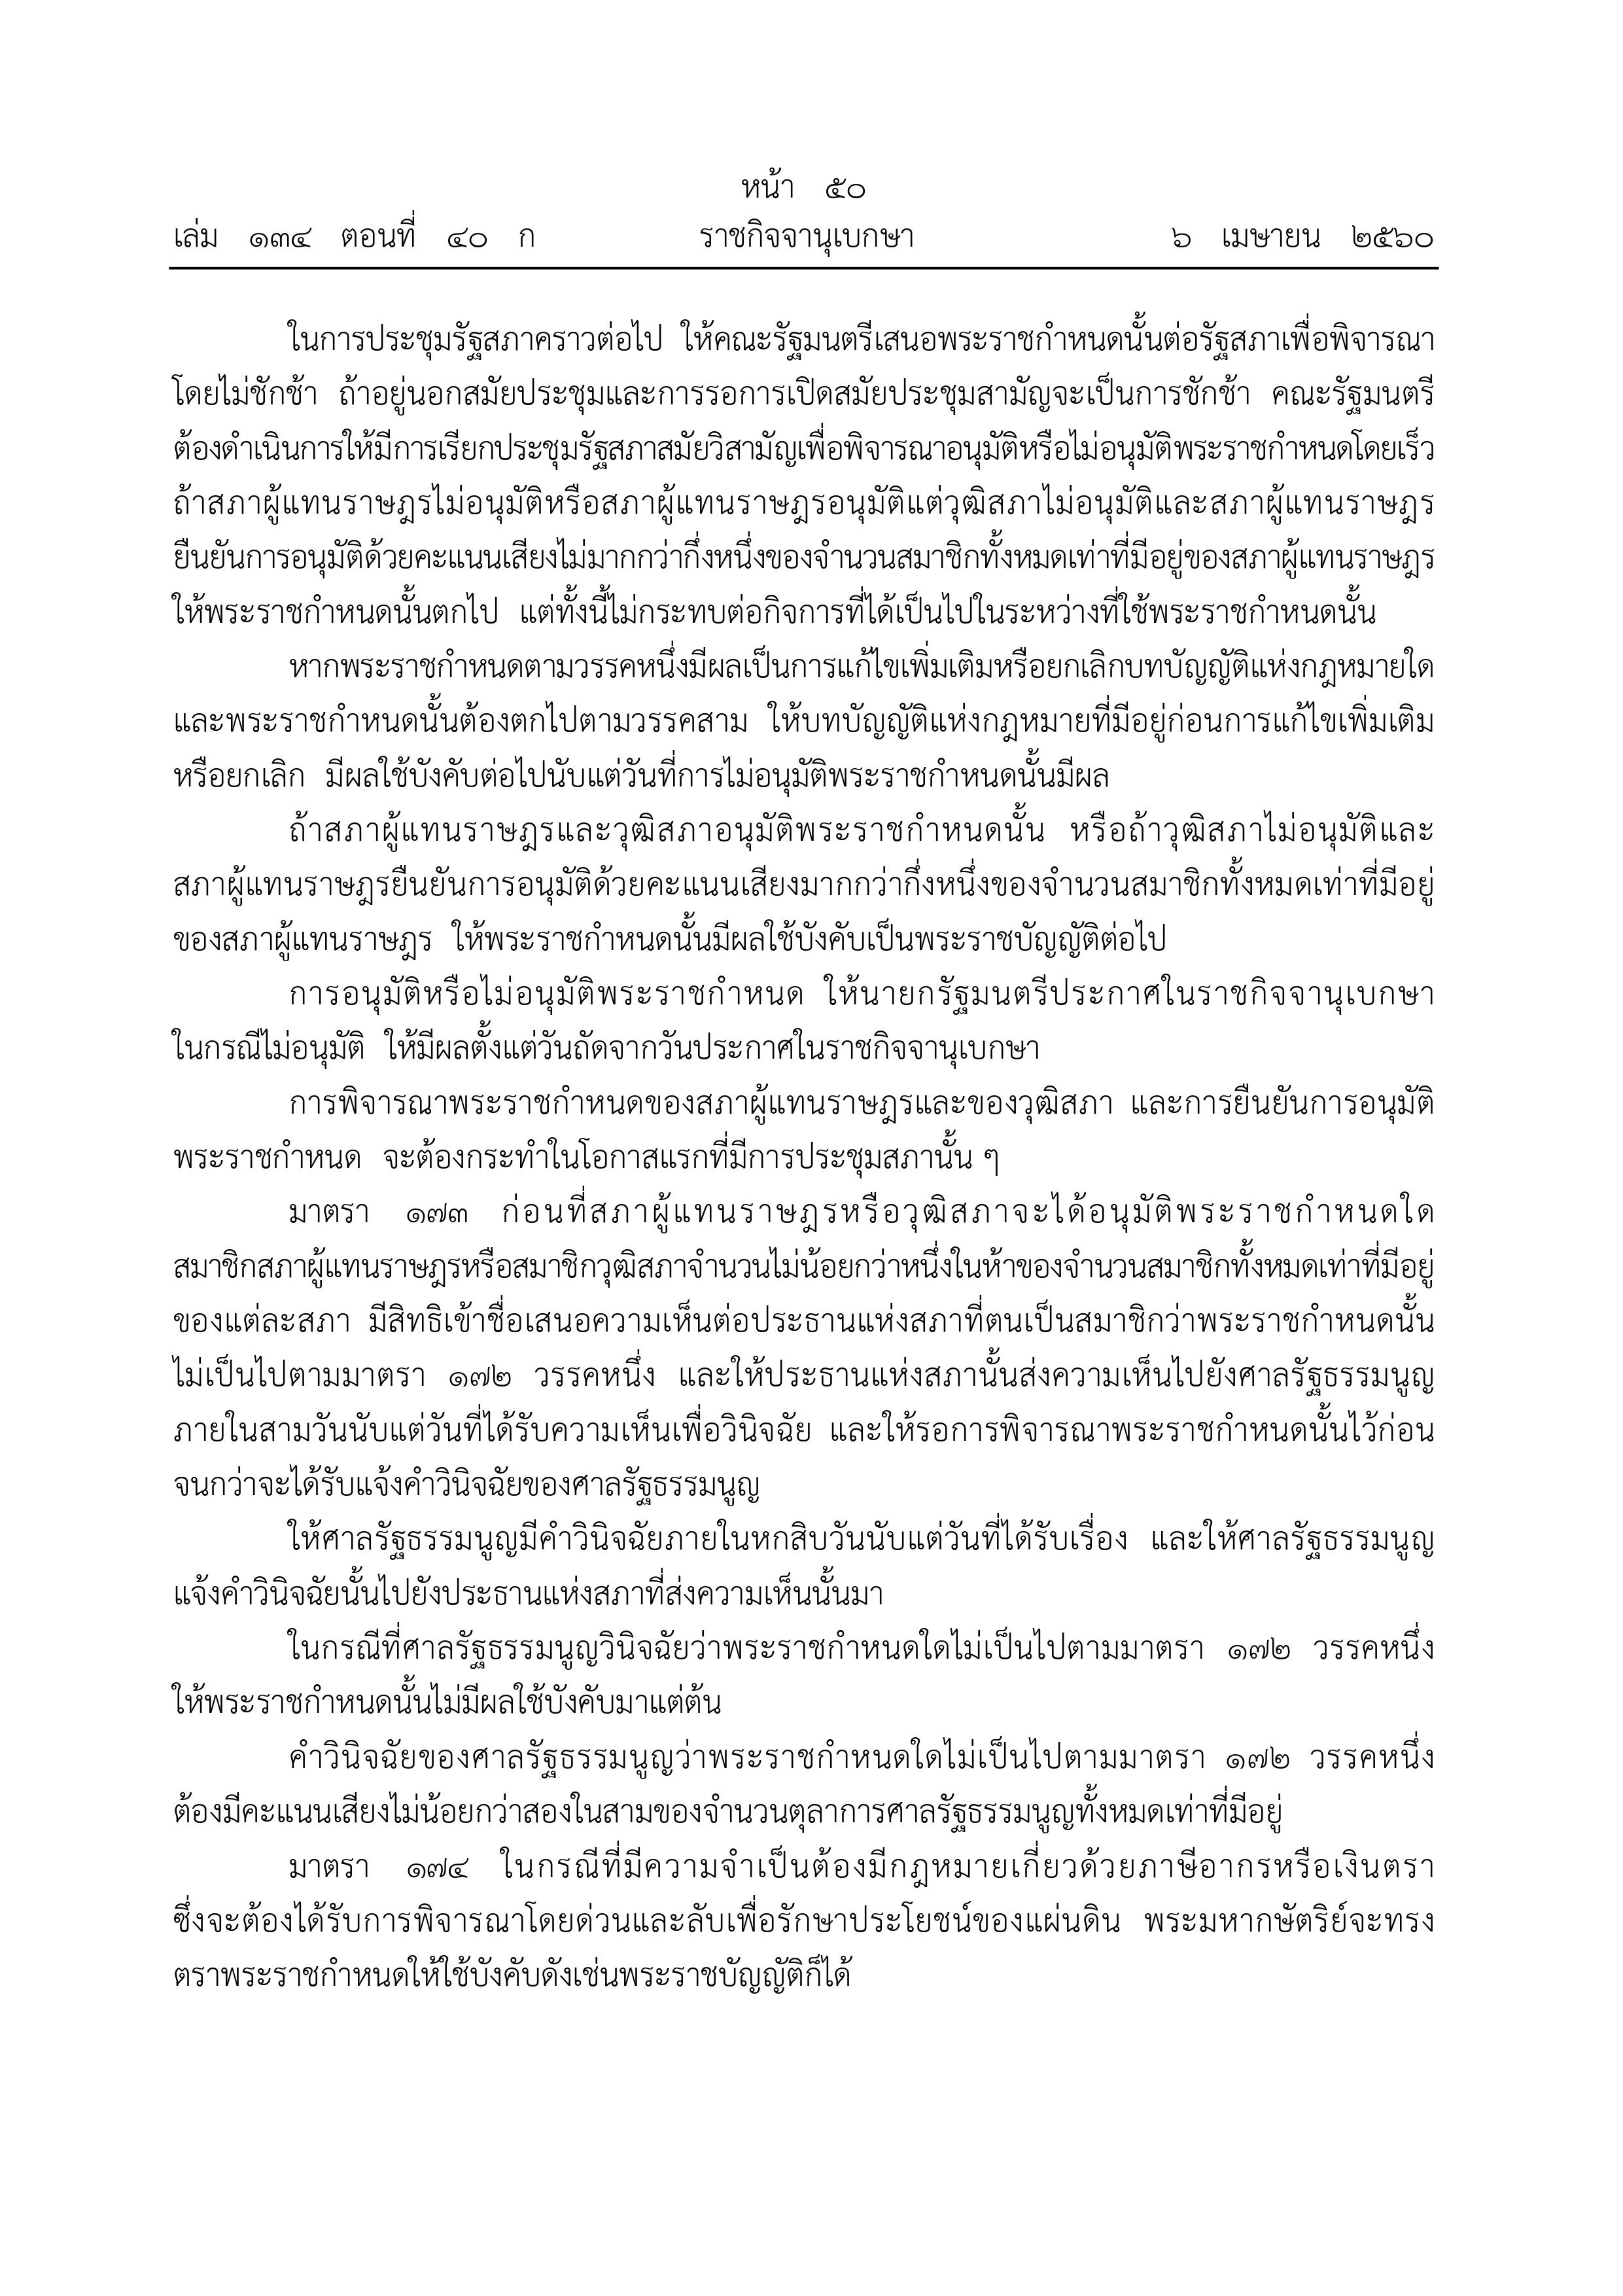 หน้า ๕๐
เล่ม ๑๓๔ ตอนที่ ๔๐ ก ราชกิจจานุเบกษา ๖ เมษายน ๒๕๖๐
ในการประชุมรัฐสภาคราวต่อไป ให้คณะรัฐมนตรีเสนอพระราชกำหนดนั้นต่อรัฐสภาเพื่อพิจารณา
โดยไม่ชักช้า ถ้าอยู่นอกสมัยประชุมและการรอการเปิดสมัยประชุมสามัญจะเป็นการชักช้า คณะรัฐมนตรี
ต้องดำเนินการให้มีการเรียกประชุมรัฐสภาสมัยวิสามัญเพื่อพิจารณาอนุมัติหรือไม่อนุมัติพระราชกำหนดโดยเร็ว
ถ้าสภาผู้แทนราษฎรไม่อนุมัติหรือสภาผู้แทนราษฎรอนุมัติแต่วุฒิสภาไม่อนุมัติและสภาผู้แทนราษฎร
ยืนยันการอนุมัติด้วยคะแนนเสียงไม่มากกว่ากึ่งหนึ่งของจำนวนสมาชิกทั้งหมดเท่าที่มีอยู่ของสภาผู้แทนราษฎร
ให้พระราชกำหนดนั้นตกไป แต่ทั้งนี้ไม่กระทบต่อกิจการที่ได้เป็นไปในระหว่างที่ใช้พระราชกำหนดนั้น
หากพระราชกำหนดตามวรรคหนึ่งมีผลเป็นการแก้ไขเพิ่มเติมหรือยกเลิกบทบัญญัติแห่งกฎหมายใด
และพระราชกำหนดนั้นต้องตกไปตามวรรคสาม ให้บทบัญญัติแห่งกฎหมายที่มีอยู่ก่อนการแก้ไขเพิ่มเติม
หรือยกเลิก มีผลใช้บังคับต่อไปนับแต่วันที่การไม่อนุมัติพระราชกำหนดนั้นมีผล
ถ้าสภาผู้แทนราษฎรและวุฒิสภาอนุมัติพระราชกำหนดนั้น หรือถ้าวุฒิสภาไม่อนุมัติและ
สภาผู้แทนราษฎรยืนยันการอนุมัติด้วยคะแนนเสียงมากกว่ากึ่งหนึ่งของจำนวนสมาชิกทั้งหมดเท่าที่มีอยู่
ของสภาผู้แทนราษฎร ให้พระราชกำหนดนั้นมีผลใช้บังคับเป็นพระราชบัญญัติต่อไป
การอนุมัติหรือไม่อนุมัติพระราชกำหนด ให้นายกรัฐมนตรีประกาศในราชกิจจานุเบกษา
ในกรณีไม่อนุมัติ ให้มีผลตั้งแต่วันถัดจากวันประกาศในราชกิจจานุเบกษา
การพิจารณาพระราชกำหนดของสภาผู้แทนราษฎรและของวุฒิสภา และการยืนยันการอนุมัติ
พระราชกำหนด จะต้องกระทำในโอกาสแรกที่มีการประชุมสภานั้น ๆ
มาตรา ๑๗๓ ก่อนที่สภาผู้แทนราษฎรหรือวุฒิสภาจะได้อนุมัติพระราชกำหนดใด
สมาชิกสภาผู้แทนราษฎรหรือสมาชิกวุฒิสภาจำนวนไม่น้อยกว่าหนึ่งในห้าของจำนวนสมาชิกทั้งหมดเท่าที่มีอยู่
ของแต่ละสภา มีสิทธิเข้าชื่อเสนอความเห็นต่อประธานแห่งสภาที่ตนเป็นสมาชิกว่าพระราชกำหนดนั้น
ไม่เป็นไปตามมาตรา ๑๗๒ วรรคหนึ่ง และให้ประธานแห่งสภานั้นส่งความเห็นไปยังศาลรัฐธรรมนูญ
ภายในสามวันนับแต่วันที่ได้รับความเห็นเพื่อวินิจฉัย และให้รอการพิจารณาพระราชกำหนดนั้นไว้ก่อน
จนกว่าจะได้รับแจ้งคำวินิจฉัยของศาลรัฐธรรมนูญ
ให้ศาลรัฐธรรมนูญมีคำวินิจฉัยภายในหกสิบวันนับแต่วันที่ได้รับเรื่อง และให้ศาลรัฐธรรมนูญ
แจ้งคำวินิจฉัยนั้นไปยังประธานแห่งสภาที่ส่งความเห็นนั้นมา
ในกรณีที่ศาลรัฐธรรมนูญวินิจฉัยว่าพระราชกำหนดใดไม่เป็นไปตามมาตรา ๑๗๒ วรรคหนึ่ง
ให้พระราชกำหนดนั้นไม่มีผลใช้บังคับมาแต่ต้น
คำวินิจฉัยของศาลรัฐธรรมนูญว่าพระราชกำหนดใดไม่เป็นไปตามมาตรา ๑๗๒ วรรคหนึ่ง
ต้องมีคะแนนเสียงไม่น้อยกว่าสองในสามของจำนวนตุลาการศาลรัฐธรรมนูญทั้งหมดเท่าที่มีอยู่
มาตรา ๑๗๔ ในกรณีที่มีความจำเป็นต้องมีกฎหมายเกี่ยวด้วยภาษีอากรหรือเงินตรา
ซึ่งจะต้องได้รับการพิจารณาโดยด่วนและลับเพื่อรักษาประโยชน์ของแผ่นดิน พระมหากษัตริย์จะทรง
ตราพระราชกำหนดให้ใช้บังคับดังเช่นพระราชบัญญัติก็ได้